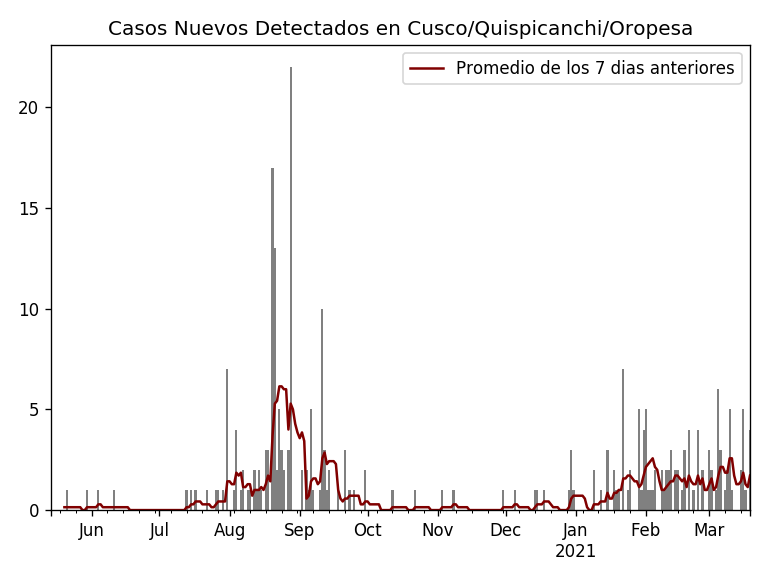 Casos Nuevos Detectados en Cusco/Quispicanchi/Oropesa
Promedio de los 7 dias anteriores
20
15
10
5
0
Jun Jul Aug Sep Oct Nov Dec Jan Feb Mar
2021